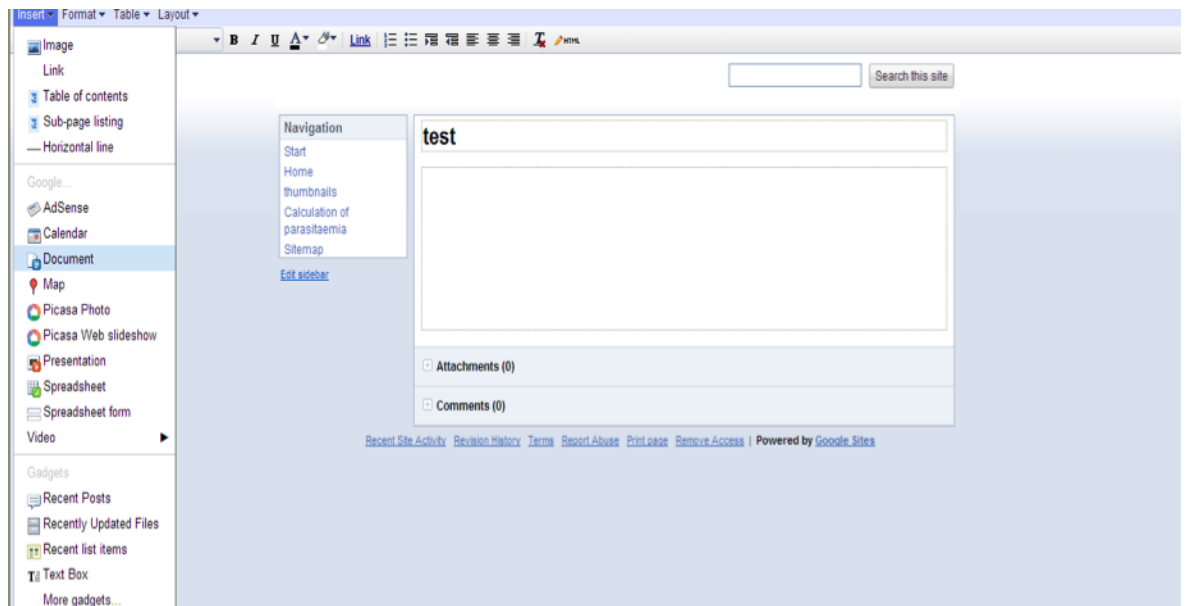 Insert Format Table Layout
Image
Link
Table of contents
Sub-page listing
Horizontal line
Google...
AdSense
Calendar
Document
Map
Picasa Photo
Picasa Web slideshow
Presentation
Spreadsheet
Spreadsheet form
Video
Gadgets
Recent Posts
Recently Updated Files
Recent list items
Text Box
More gadgets...
B I U A Link HTML
Search this site
Navigation
Start
Home
thumbnails
Calculation of
parasitaemia
Sitemap
Edit sidebar
test
Attachments (0)
Comments (0)
Recent Site Activity Revision History Terms Report Abuse Print page Remove Access | Powered by Google Sites